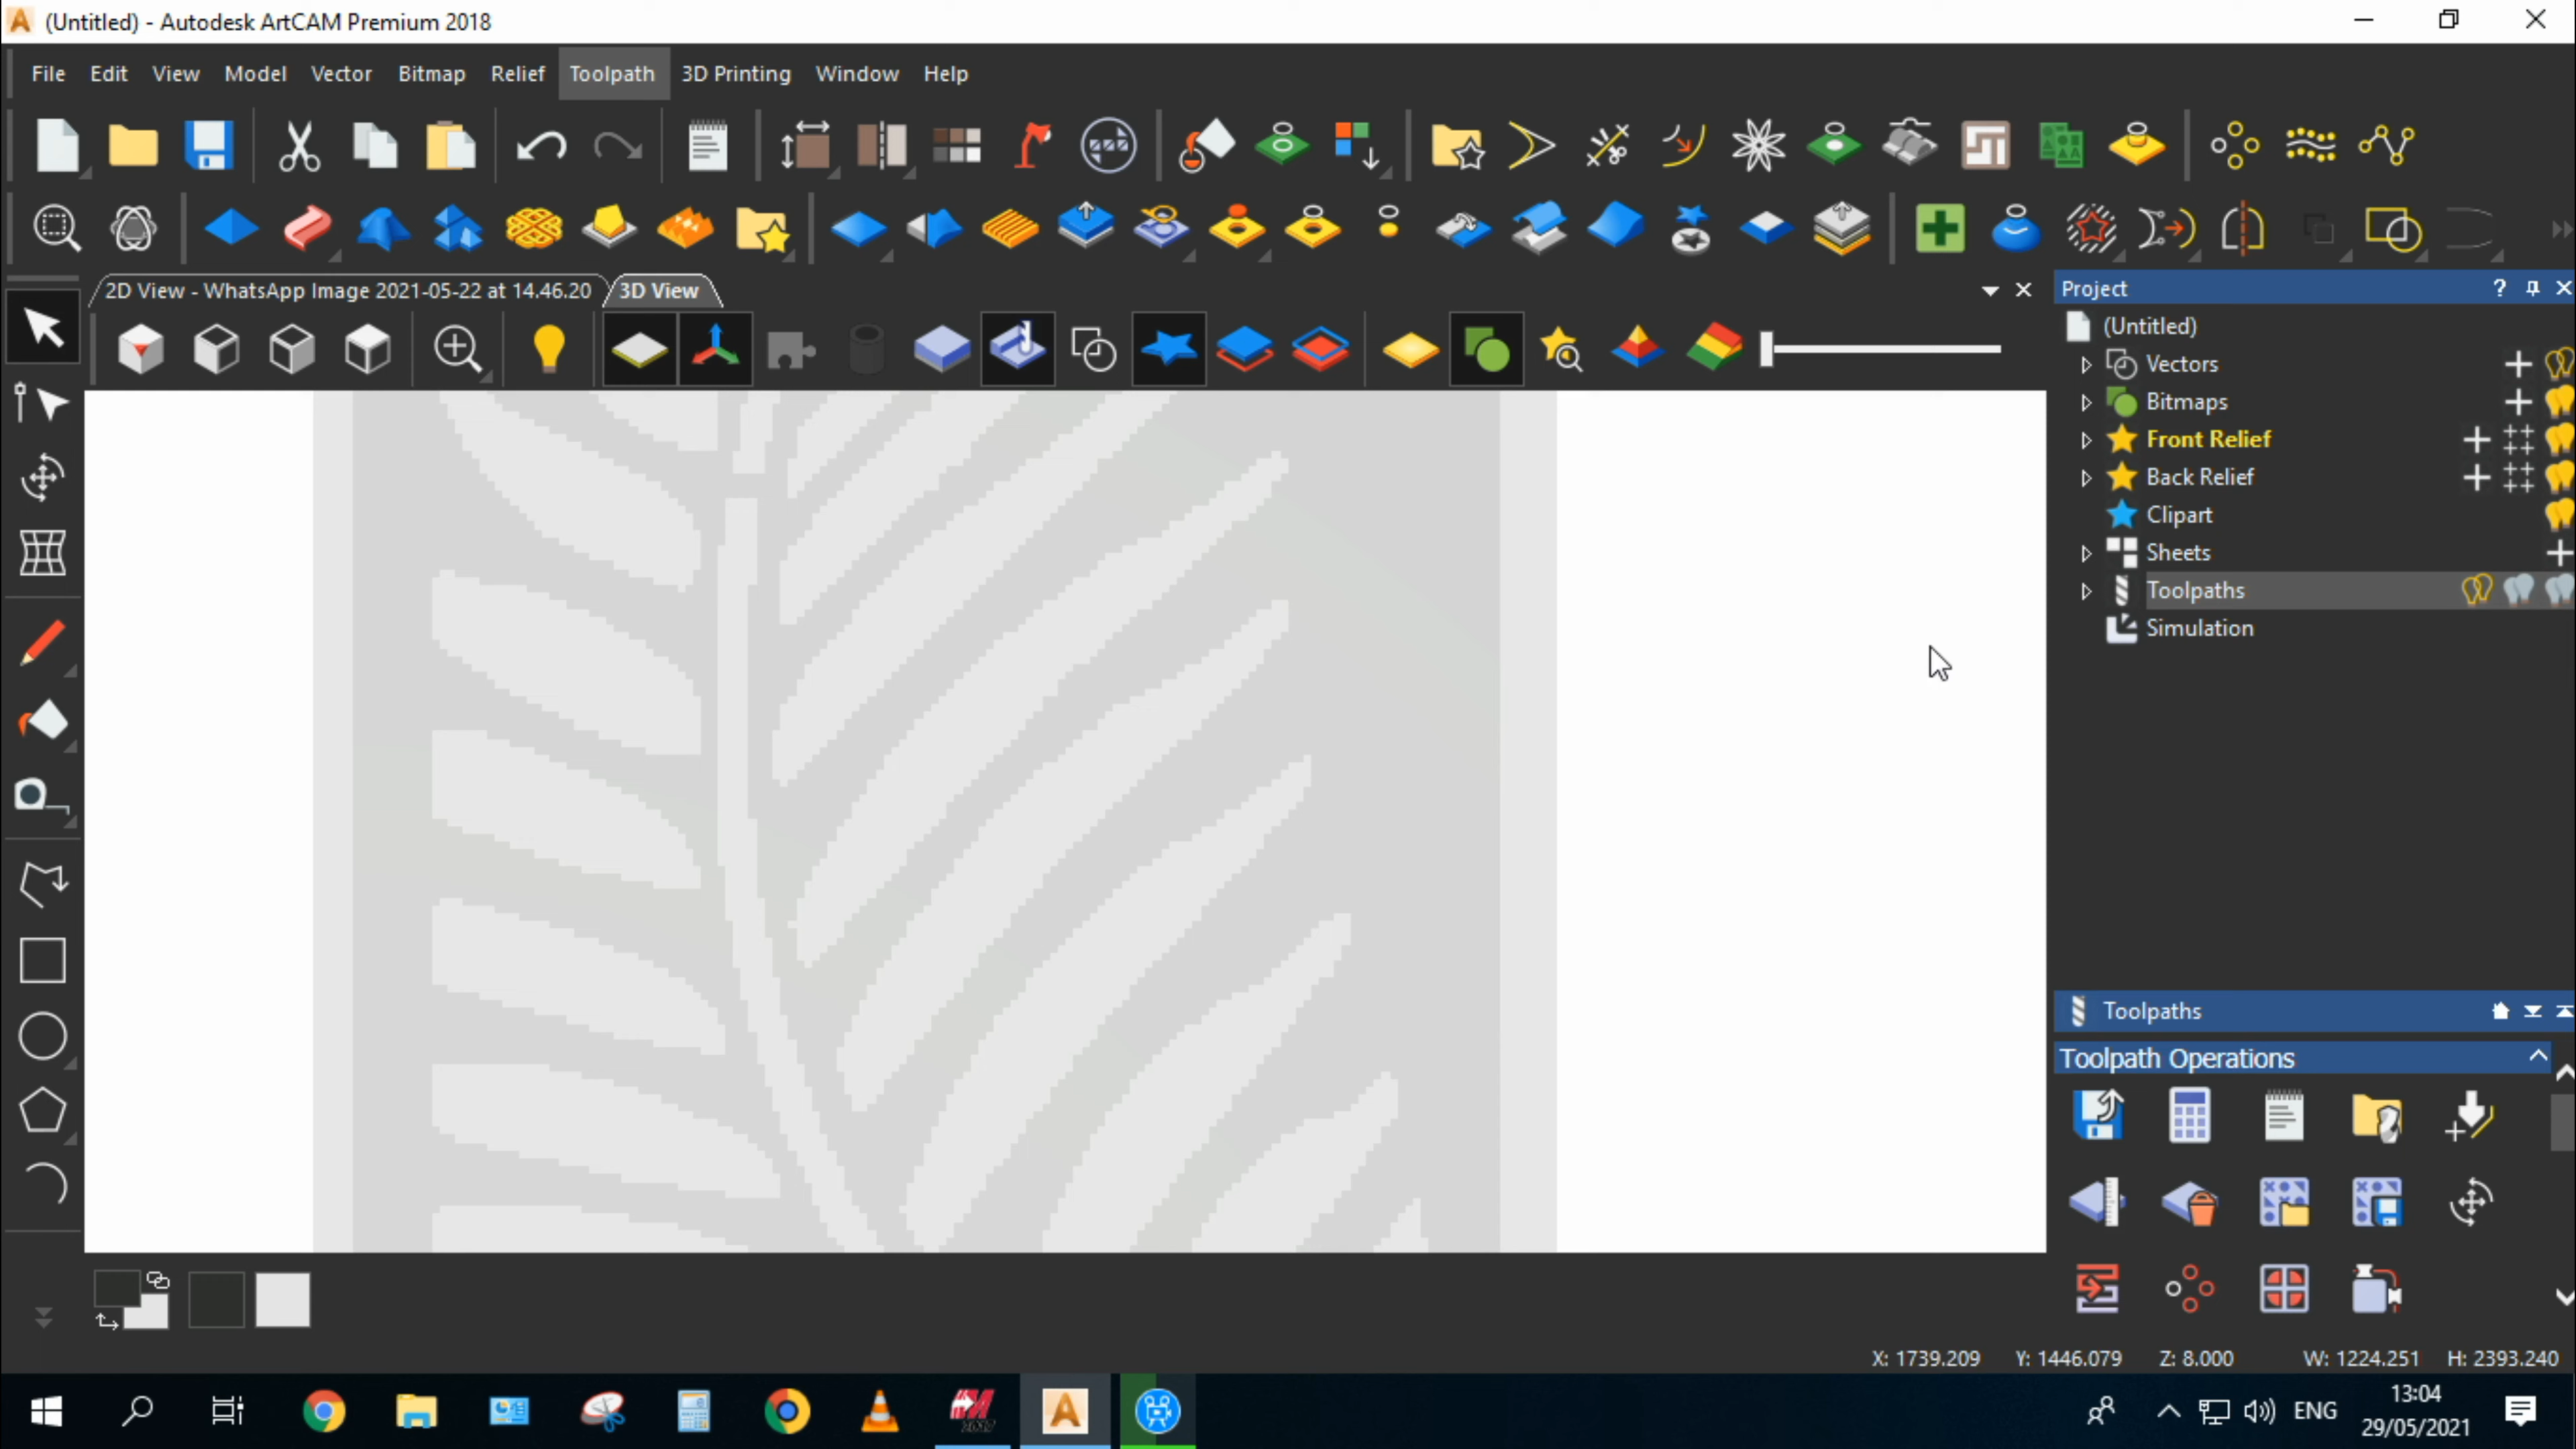 (Untitled) - Autodesk ArtCAM Premium 2018
File Edit View Model Vector Bitmap Relief Toolpath 3D Printing Window Help
2D View - WhatsApp Image 2021-05-22 at 14.46.20 3D View
Project
(Untitled)
Vectors
Bitmaps
Front Relief
Back Relief
Clipart
Sheets
Toolpaths
Simulation
Toolpaths
Toolpath Operations
X: 1739.209 Y: 1446.079 Z: 8.000 W: 1224.251 H: 2393.240
ENG
13:04
29/05/2021